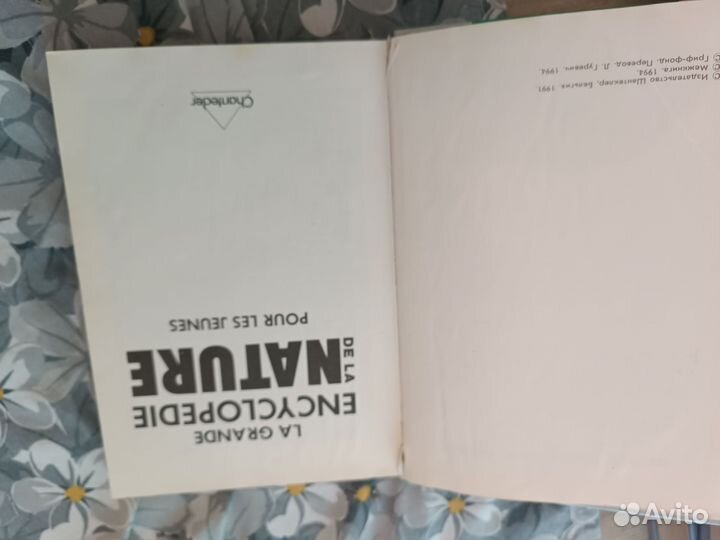 LA GRANDE
ENCYCLOPEDIE
DE LA
NATURE
POUR LES JEUNES
Chantecler
© Издательство Шантеклер, Бельгия. 1991.
© Межкнига. 1994.
© Гриф-фонд. Перевод, Л. Гуревич. 1994.
Avito